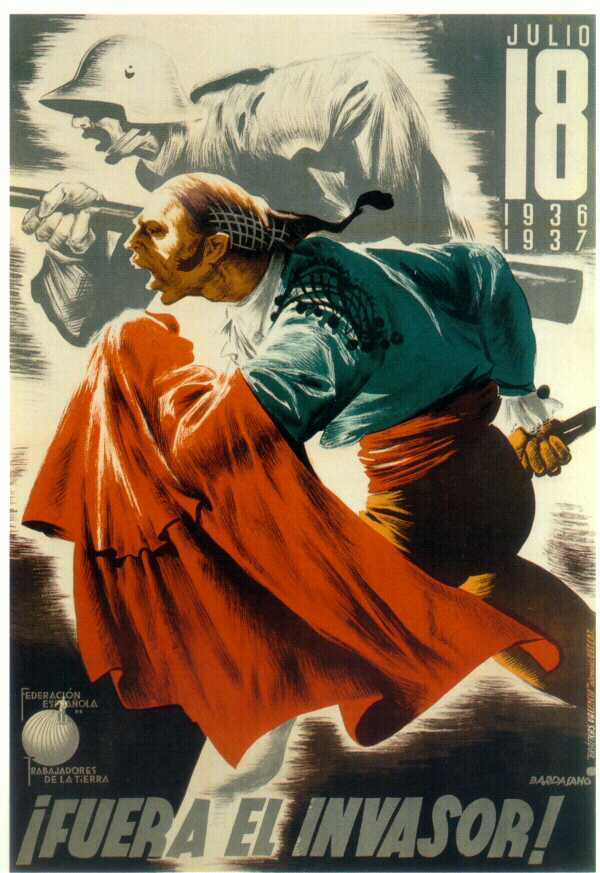 JULIO
18
1936
1937
FEDERACIÓN
ESPAÑOLA
DE
TRABAJADORES
DE LA TIERRA
BARDASANO
¡FUERA EL INVASOR!